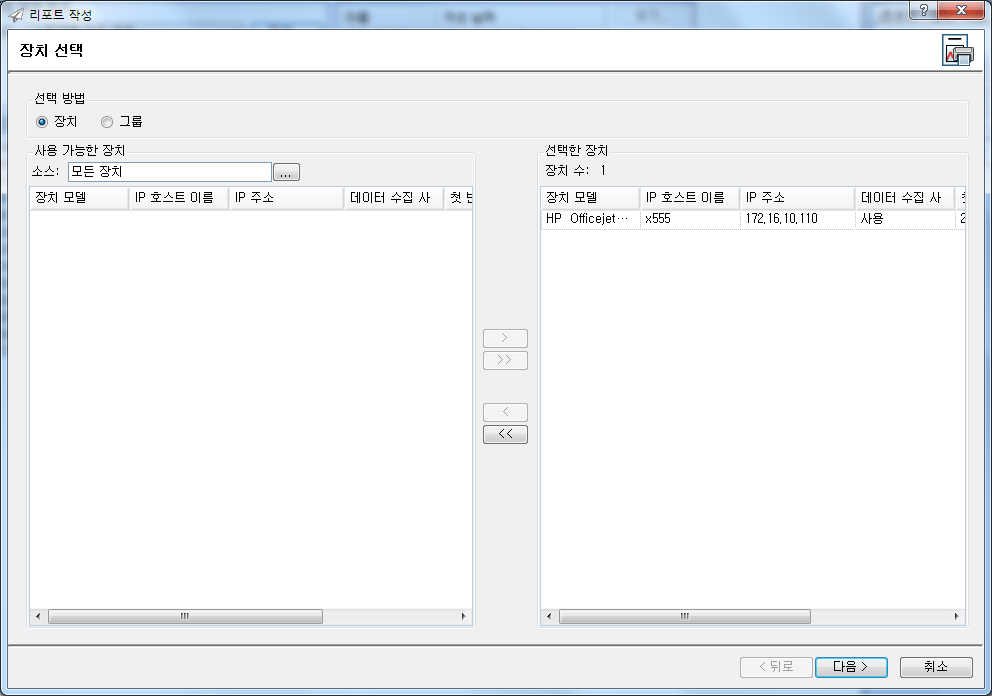 리포트 작성
장치 선택
선택 방법
장치
그룹
사용 가능한 장치
소스: 모든 장치 ...
장치 모델 IP 호스트 이름 IP 주소 데이터 수집 사 첫
>
>>
<
<<
선택한 장치
장치 수: 1
장치 모델 IP 호스트 이름 IP 주소 데이터 수집 사
HP Officejet… x555 172.16.10.110 사용 2
< 뒤로 다음 > 취소